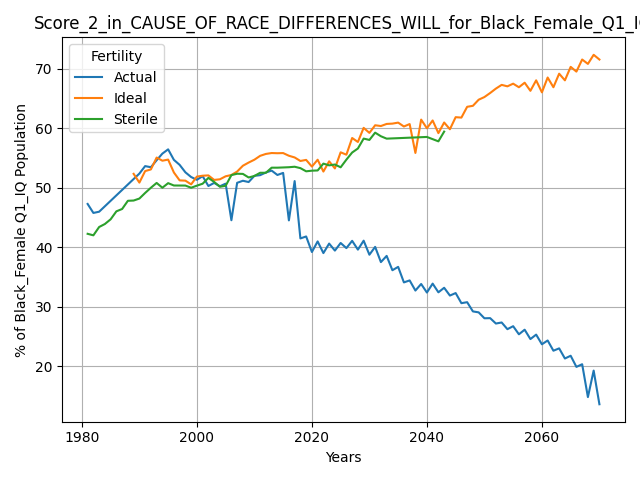 Score_2_in_CAUSE_OF_RACE_DIFFERENCES_WILL_for_Black_Female_Q1_IQ
Fertility
Actual
Ideal
Sterile
% of Black_Female Q1_IQ Population
70
60
50
40
30
20
1980 2000 2020 2040 2060
Years